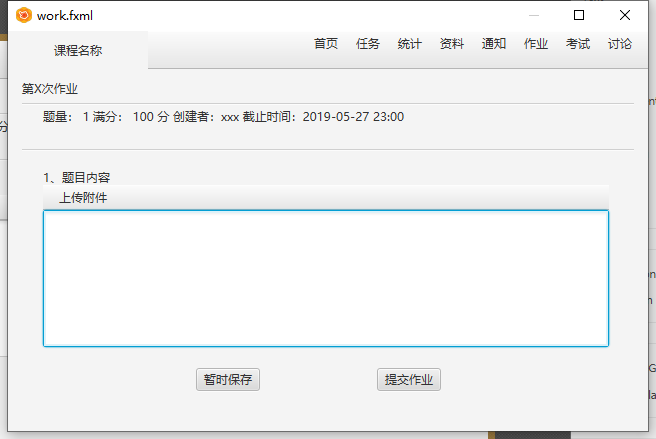 work.fxml
课程名称
首页 任务 统计 资料 通知 作业 考试 讨论
第X次作业
题量： 1 满分： 100 分 创建者：xxx 截止时间：2019-05-27 23:00
1、题目内容
上传附件
暂时保存 提交作业